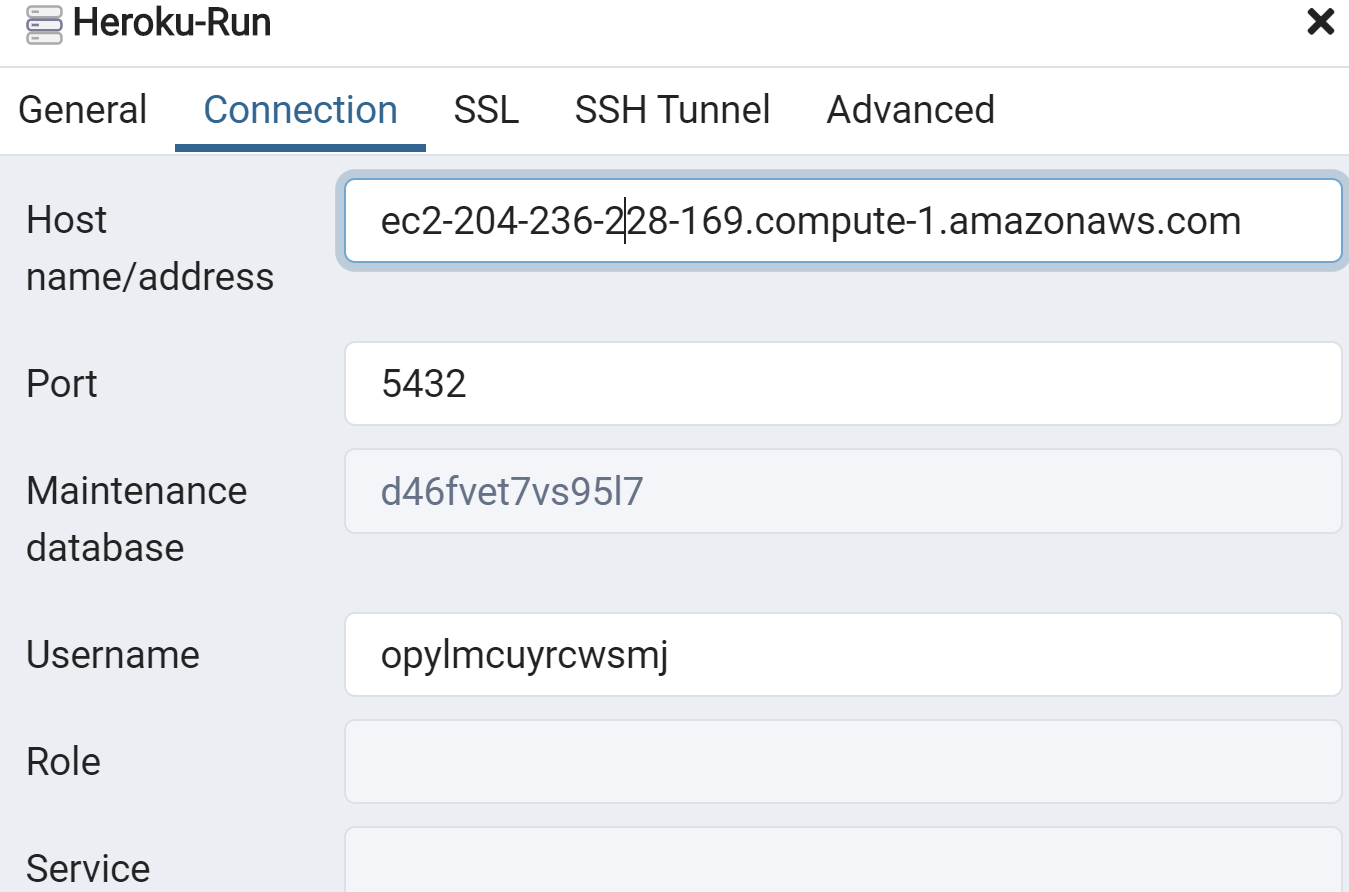 Heroku-Run
General Connection SSL SSH Tunnel Advanced
Host name/address
ec2-204-236-228-169.compute-1.amazonaws.com
Port
5432
Maintenance database
d46fvet7vs95l7
Username
opylmcuyrcwsmj
Role
Service